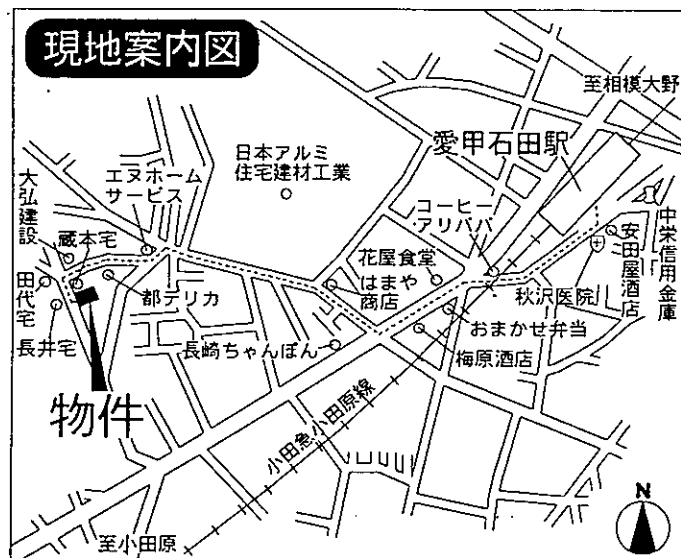 現地案内図
至相模大野
愛甲石田駅
日本アルミ
住宅建材工業
エヌホーム
サービス
大弘建設
蔵本宅
コーヒー
アリババ
中栄信用金庫
安田屋酒店
花屋食堂
はまや
商店
秋沢医院
田代宅
都デリカ
おまかせ弁当
長井宅
長崎ちゃんぽん
梅原酒店
物件
小田急小田原線
至小田原
N